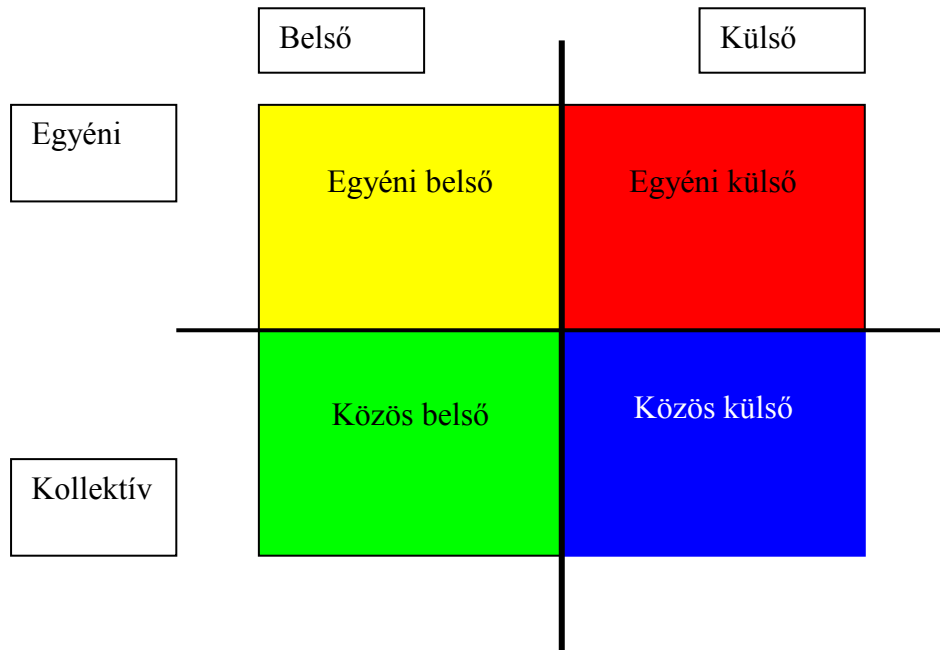 Belső
Külső
Egyéni
Egyéni belső
Egyéni külső
Közös belső
Közös külső
Kollektív